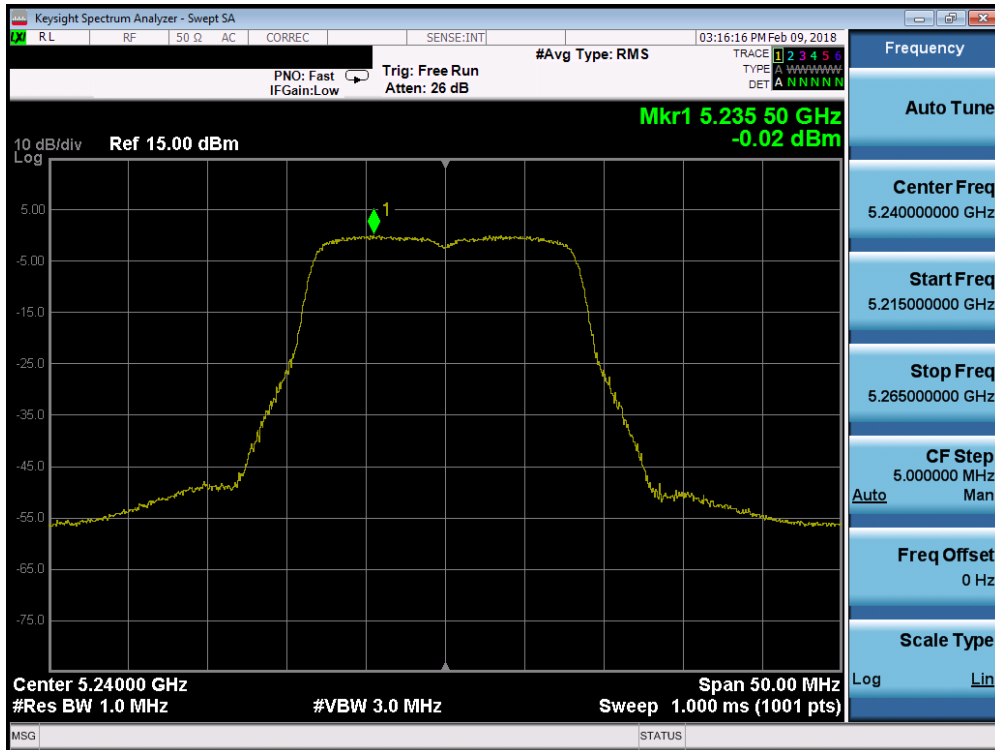 Keysight Spectrum Analyzer - Swept SA
LXI RL RF 50 Ω AC CORREC SENSE:INT 03:16:16 PM Feb 09, 2018
#Avg Type: RMS TRACE 1 2 3 4 5 6
PNO: Fast Trig: Free Run TYPE A WWWWW
IFGain:Low Atten: 26 dB DET A N N N N N
Mkr1 5.235 50 GHz
-0.02 dBm
10 dB/div Ref 15.00 dBm
Log
1
5.00
-5.00
-15.0
-25.0
-35.0
-45.0
-55.0
-65.0
-75.0
Center 5.24000 GHz Span 50.00 MHz
#Res BW 1.0 MHz #VBW 3.0 MHz Sweep 1.000 ms (1001 pts)
MSG STATUS
Frequency
Auto Tune
Center Freq
5.240000000 GHz
Start Freq
5.215000000 GHz
Stop Freq
5.265000000 GHz
CF Step
5.000000 MHz
Auto Man
Freq Offset
0 Hz
Scale Type
Log Lin